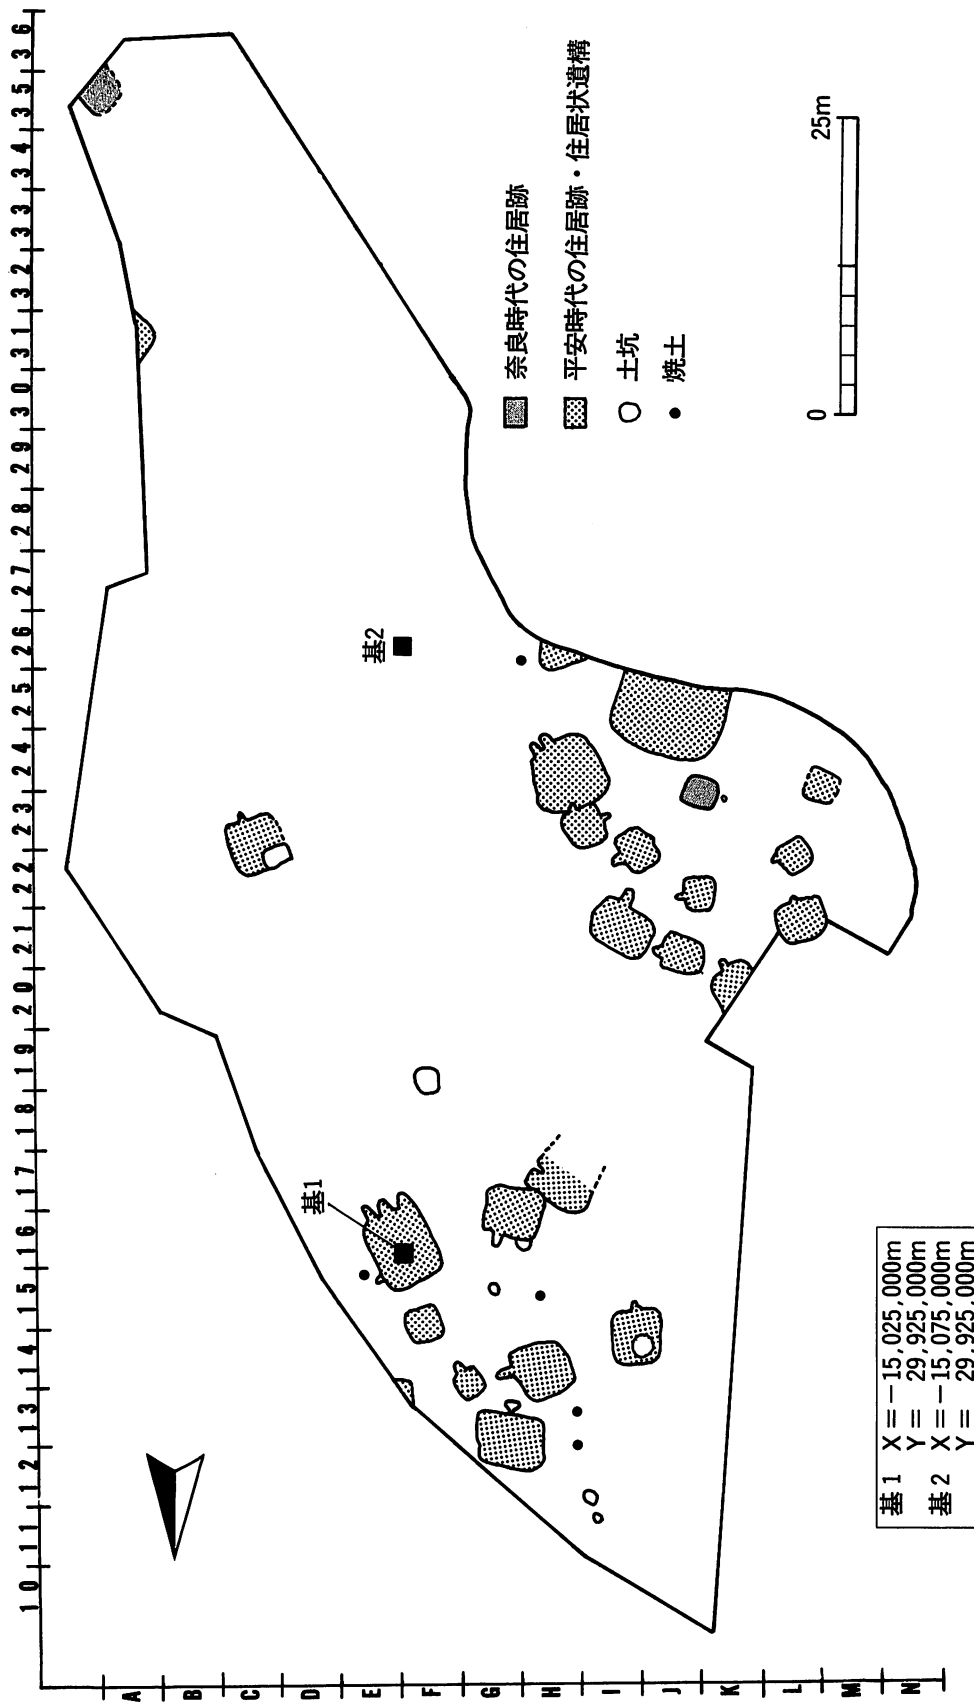 10 11 12 13 14 15 16 17 18 19 20 21 22 23 24 25 26 27 28 29 30 31 32 33 34 35 36
A
B
C
D
E
F
G
H
I
J
K
L
M
N
基1
基2
奈良時代の住居跡
平安時代の住居跡・住居状遺構
土坑
焼土
0 25m
基1 X=-15,025,000m
Y= 29,925,000m
基2 X=-15,075,000m
Y= 29,925,000m